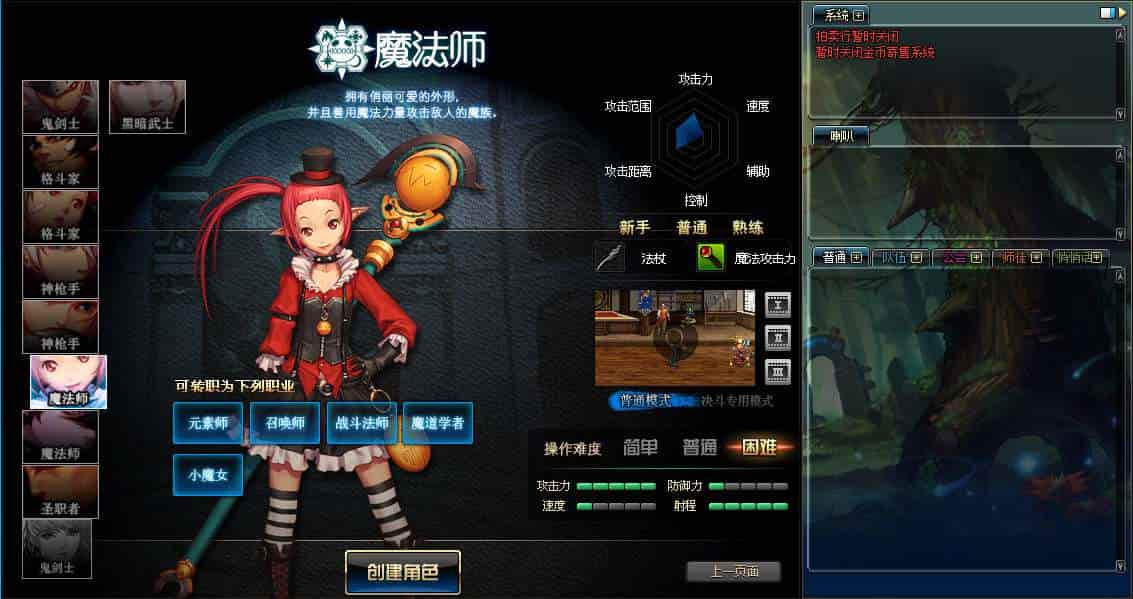 魔法师
拥有俏丽可爱的外形,
并且善用魔法力量攻击敌人的魔族。
鬼剑士
黑暗武士
格斗家
格斗家
神枪手
神枪手
魔法师
魔法师
圣职者
鬼剑士
可转职为下列职业
元素师
召唤师
战斗法师
魔道学者
小魔女
创建角色
攻击力
攻击范围
速度
攻击距离
辅助
控制
新手 普通 熟练
法杖
魔法攻击力
I
II
III
普通模式
决斗专用模式
操作难度 简单 普通 困难
攻击力
防御力
速度
射程
上一页面
系统
拍卖行暂时关闭
暂时关闭金币寄售系统
喇叭
普通
队伍
公会
师徒
悄悄话